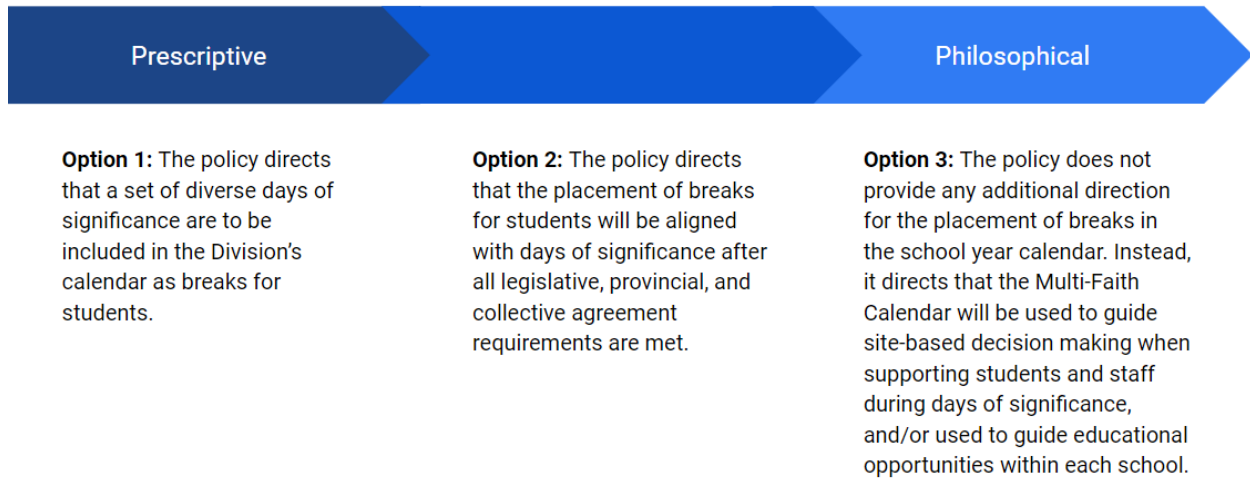 Prescriptive
Philosophical
Option 1: The policy directs
that a set of diverse days of
significance are to be
included in the Division’s
calendar as breaks for
students.
Option 2: The policy directs
that the placement of breaks
for students will be aligned
with days of significance after
all legislative, provincial, and
collective agreement
requirements are met.
Option 3: The policy does not
provide any additional direction
for the placement of breaks in
the school year calendar. Instead,
it directs that the Multi-Faith
Calendar will be used to guide
site-based decision making when
supporting students and staff
during days of significance,
and/or used to guide educational
opportunities within each school.